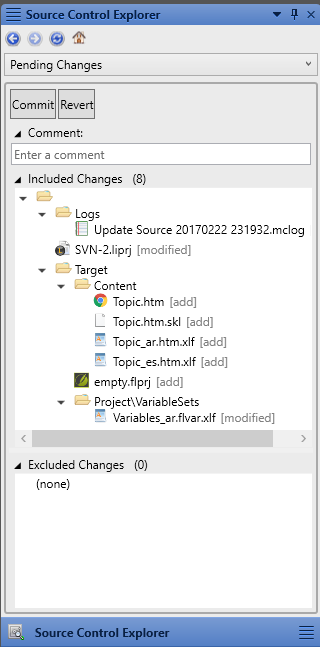 Source Control Explorer
Pending Changes
Commit Revert
Comment:
Enter a comment
Included Changes (8)
Logs
Update Source 20170222 231932.mclog
SVN-2.liprj [modified]
Target
Content
Topic.htm [add]
Topic.htm.skl [add]
Topic_ar.htm.xlf [add]
Topic_es.htm.xlf [add]
empty.flprj [add]
Project\VariableSets
Variables_ar.flvar.xlf [modified]
Excluded Changes (0)
(none)
Source Control Explorer